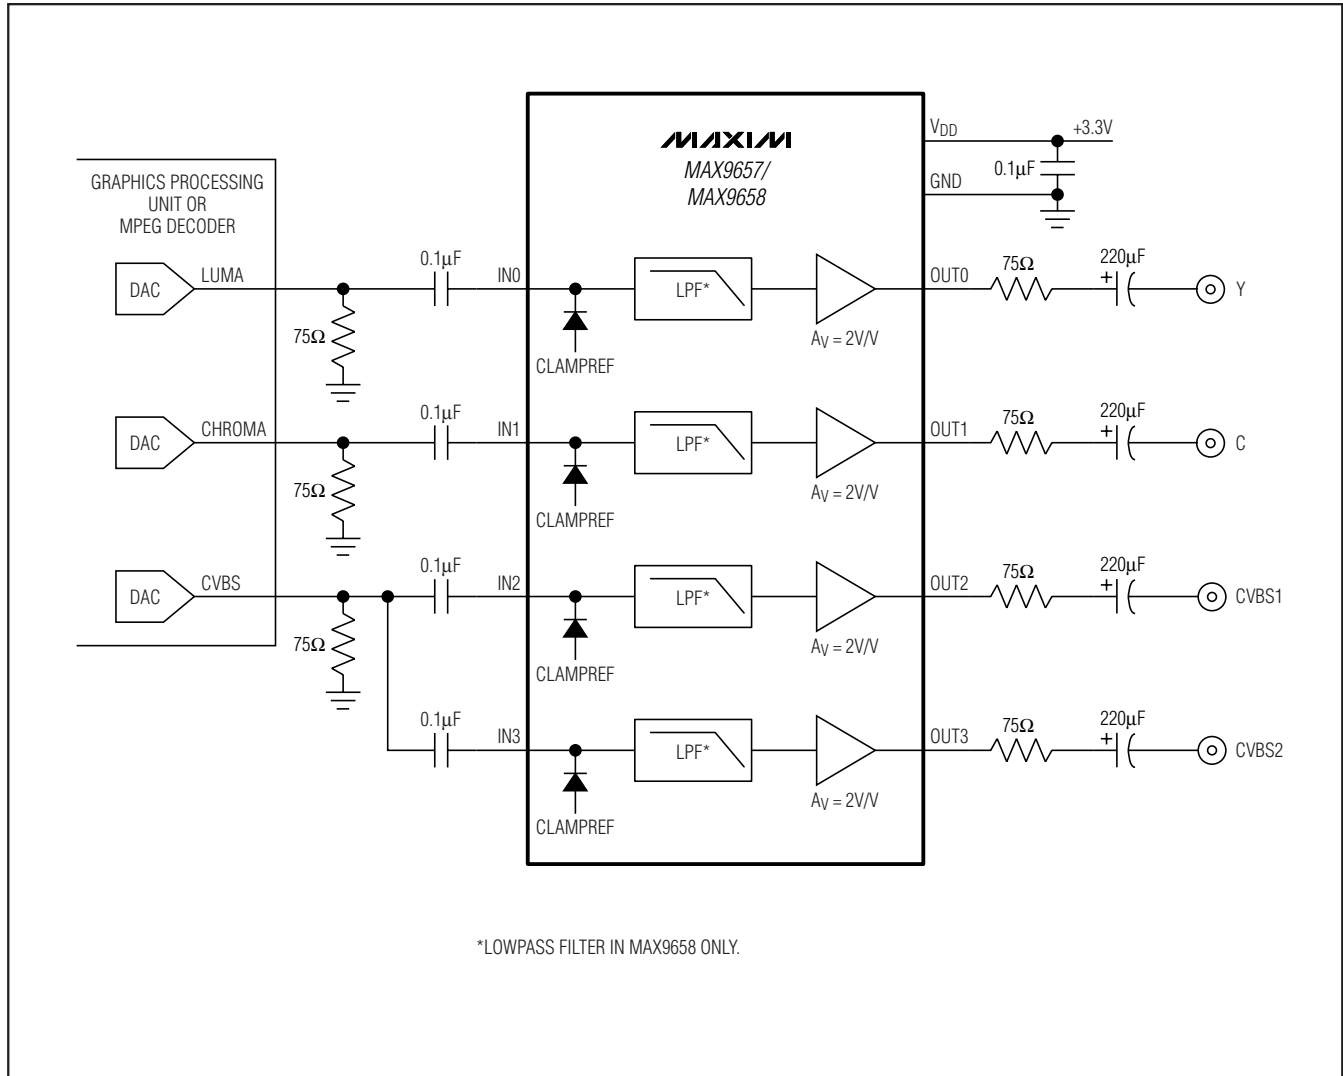 MAXIM
MAX9657/
MAX9658
VDD
+3.3V
0.1µF
GND
GRAPHICS PROCESSING
UNIT OR
MPEG DECODER
DAC
LUMA
75Ω
0.1µF
IN0
CLAMPREF
LPF*
AV = 2V/V
OUT0
75Ω
220µF
+
Y
DAC
CHROMA
75Ω
0.1µF
IN1
CLAMPREF
LPF*
AV = 2V/V
OUT1
75Ω
220µF
+
C
DAC
CVBS
75Ω
0.1µF
IN2
CLAMPREF
LPF*
AV = 2V/V
OUT2
75Ω
220µF
+
CVBS1
0.1µF
IN3
CLAMPREF
LPF*
AV = 2V/V
OUT3
75Ω
220µF
+
CVBS2
*LOWPASS FILTER IN MAX9658 ONLY.